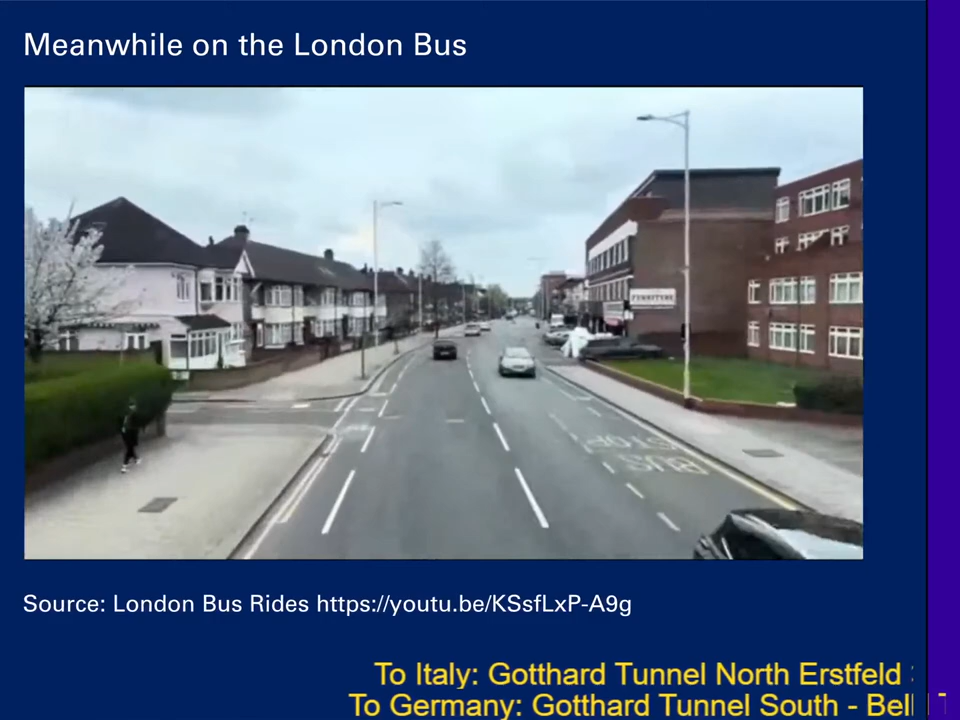 Meanwhile on the London Bus
STOP
BUS
Source: London Bus Rides https://youtu.be/KSsfLxP-A9g
To Italy: Gotthard Tunnel North Erstfeld
To Germany: Gotthard Tunnel South -